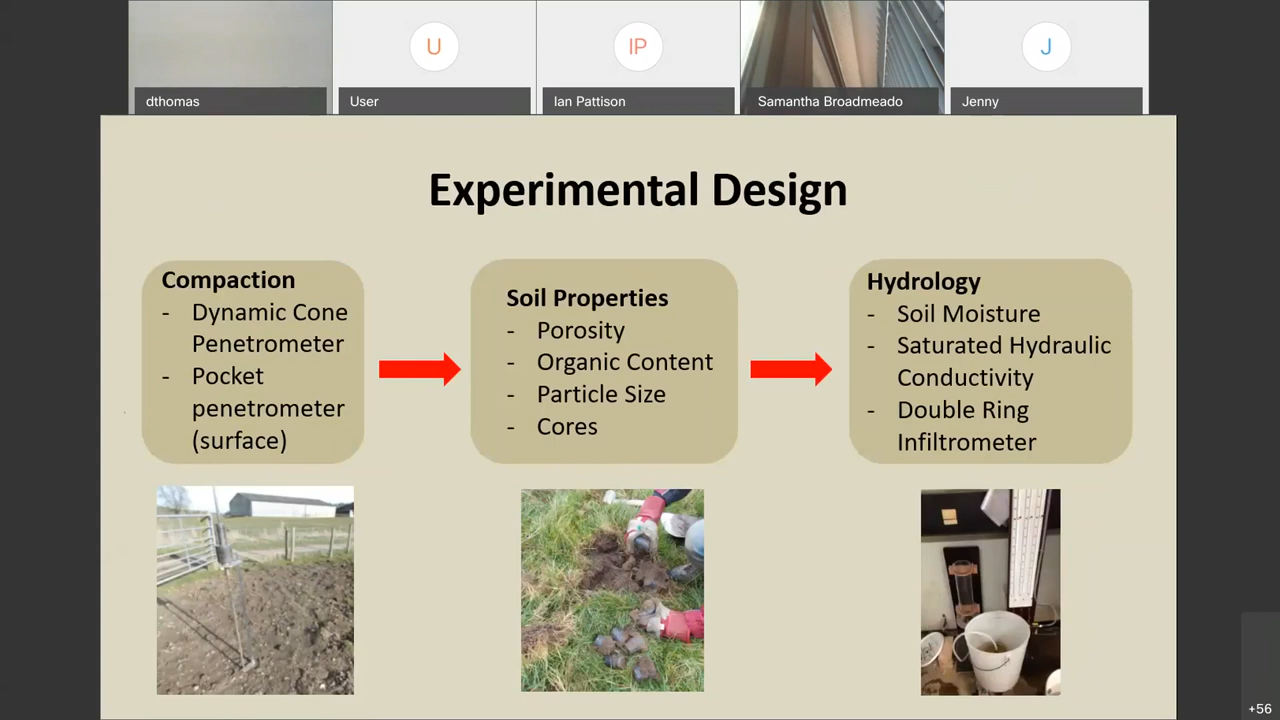 U
IP
J
dthomas
User
Ian Pattison
Samantha Broadmeado
Jenny
Experimental Design
Compaction
- Dynamic Cone
Penetrometer
- Pocket
penetrometer
(surface)
Soil Properties
- Porosity
- Organic Content
- Particle Size
- Cores
Hydrology
- Soil Moisture
- Saturated Hydraulic
Conductivity
- Double Ring
Infiltrometer
+56